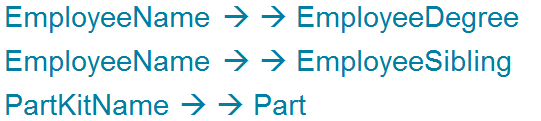 EmployeeName → → EmployeeDegree
EmployeeName → → EmployeeSibling
PartKitName → → Part